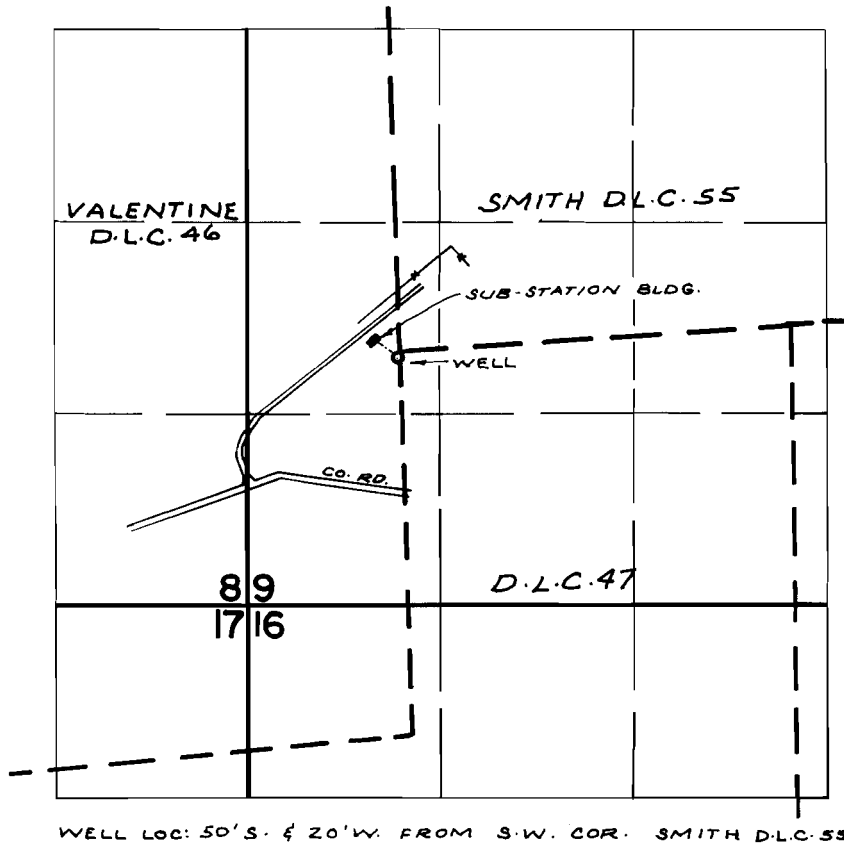 VALENTINE
D.L.C. 46
SMITH D.L.C. 55
SUB-STATION BLDG.
WELL
CO. RD.
8 9
17 16
D.L.C. 47
WELL LOC: 50' S. & 20' W. FROM S.W. COR. SMITH D.L.C. 55